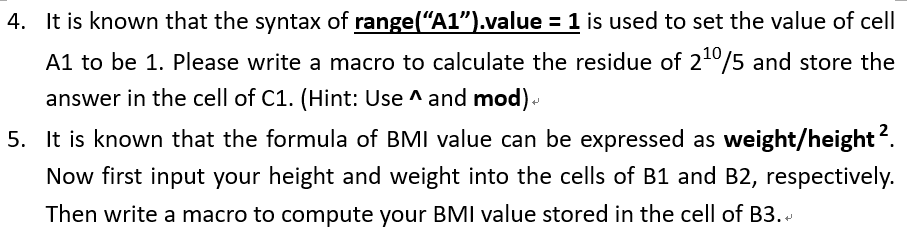 4. It is known that the syntax of range(“A1”).value = 1 is used to set the value of cell
A1 to be 1. Please write a macro to calculate the residue of 2^10/5 and store the
answer in the cell of C1. (Hint: Use ^ and mod)↵
5. It is known that the formula of BMI value can be expressed as weight/height².
Now first input your height and weight into the cells of B1 and B2, respectively.
Then write a macro to compute your BMI value stored in the cell of B3.↵